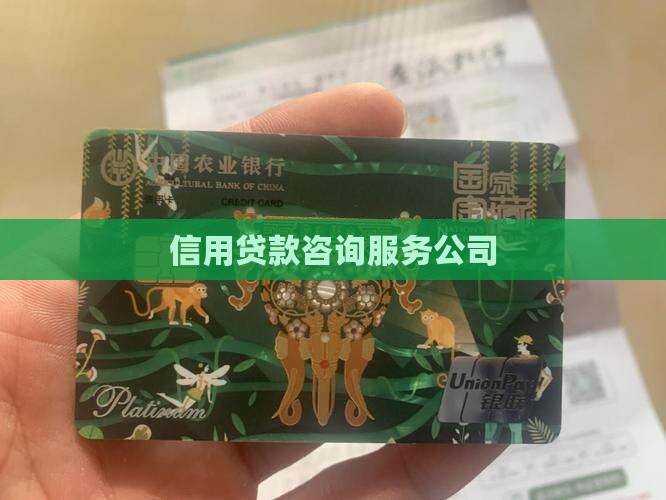 中国农业银行
AGRICULTURAL BANK OF CHINA
CREDIT CARD
国家
宝藏
信用贷款咨询服务公司
Platinum
UnionPay
银联